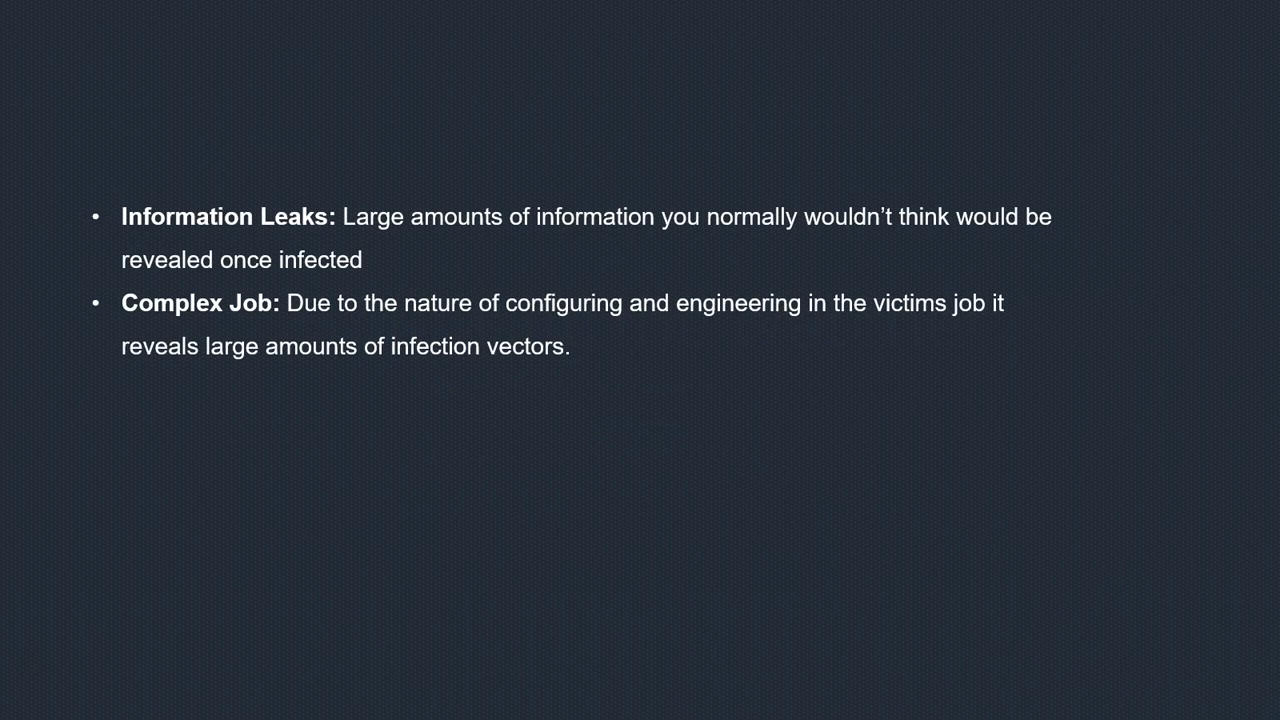 • Information Leaks: Large amounts of information you normally wouldn’t think would be
revealed once infected
• Complex Job: Due to the nature of configuring and engineering in the victims job it
reveals large amounts of infection vectors.